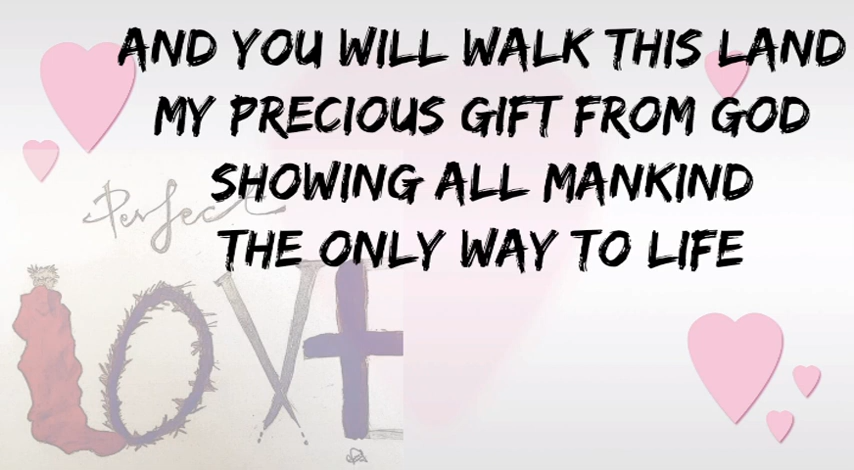 AND YOU WILL WALK THIS LAND
MY PRECIOUS GIFT FROM GOD
SHOWING ALL MANKIND
THE ONLY WAY TO LIFE
Perfect
LOVE